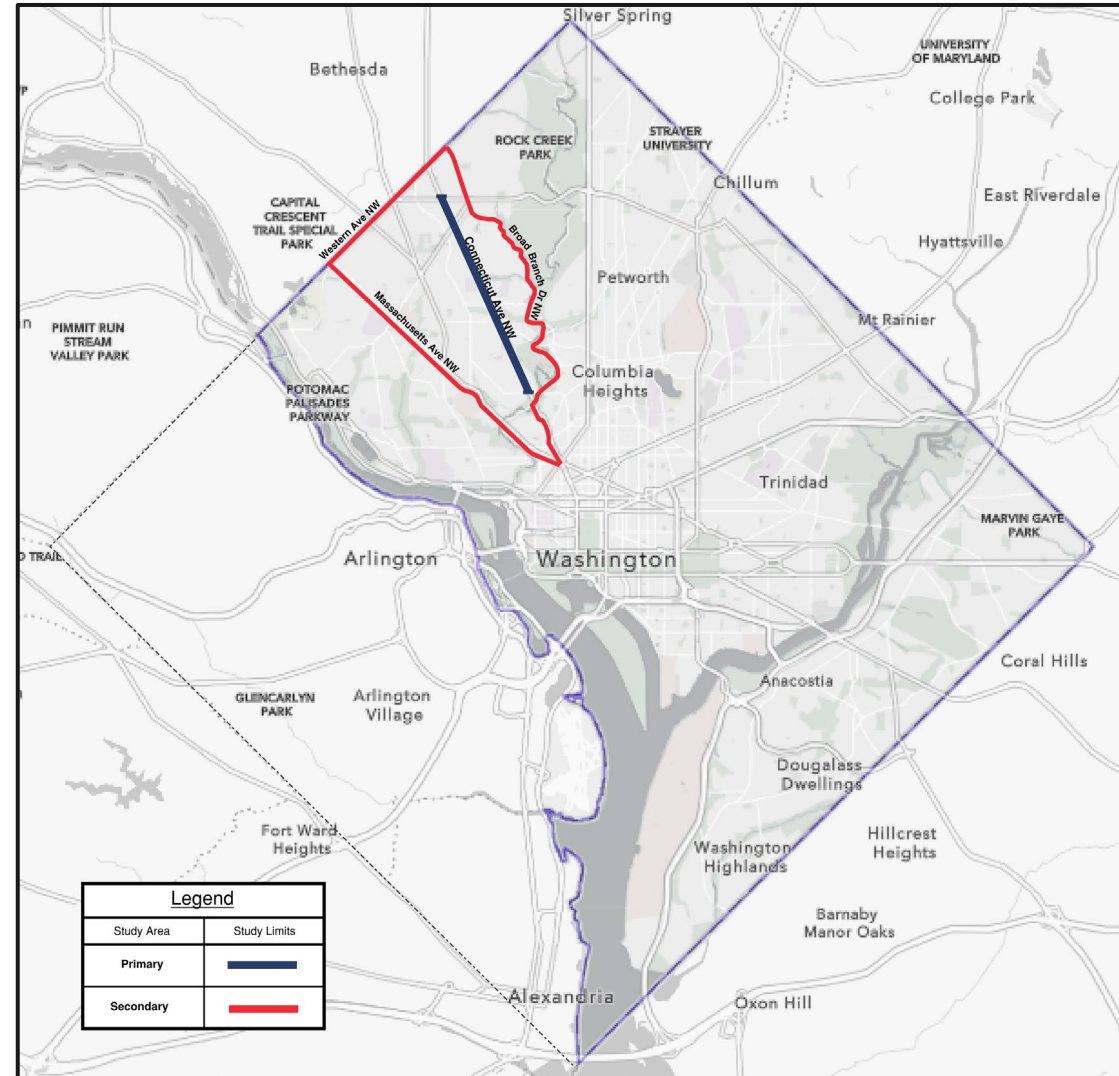 Silver Spring
Bethesda
UNIVERSITY
OF MARYLAND
College Park
ROCK CREEK
PARK
STRAYER
UNIVERSITY
Chillum
East Riverdale
CAPITAL
CRESCENT
TRAIL SPECIAL
PARK
Western Ave NW
Hyattsville
Broad Branch Dr NW
Connecticut Ave NW
Petworth
Massachusetts Ave NW
Mt Rainier
PIMMIT RUN
STREAM
VALLEY PARK
POTOMAC
PALISADES
PARKWAY
Columbia
Heights
Trinidad
MARVIN GAYE
PARK
TRAIL
Arlington
Washington
Coral Hills
Anacostia
GLENCARLYN
PARK
Arlington
Village
Dougalass
Dwellings
Fort Ward
Heights
Washington
Highlands
Hillcrest
Heights
Barnaby
Manor Oaks
Legend
Study Area
Study Limits
Primary
Secondary
Alexandria
Oxon Hill